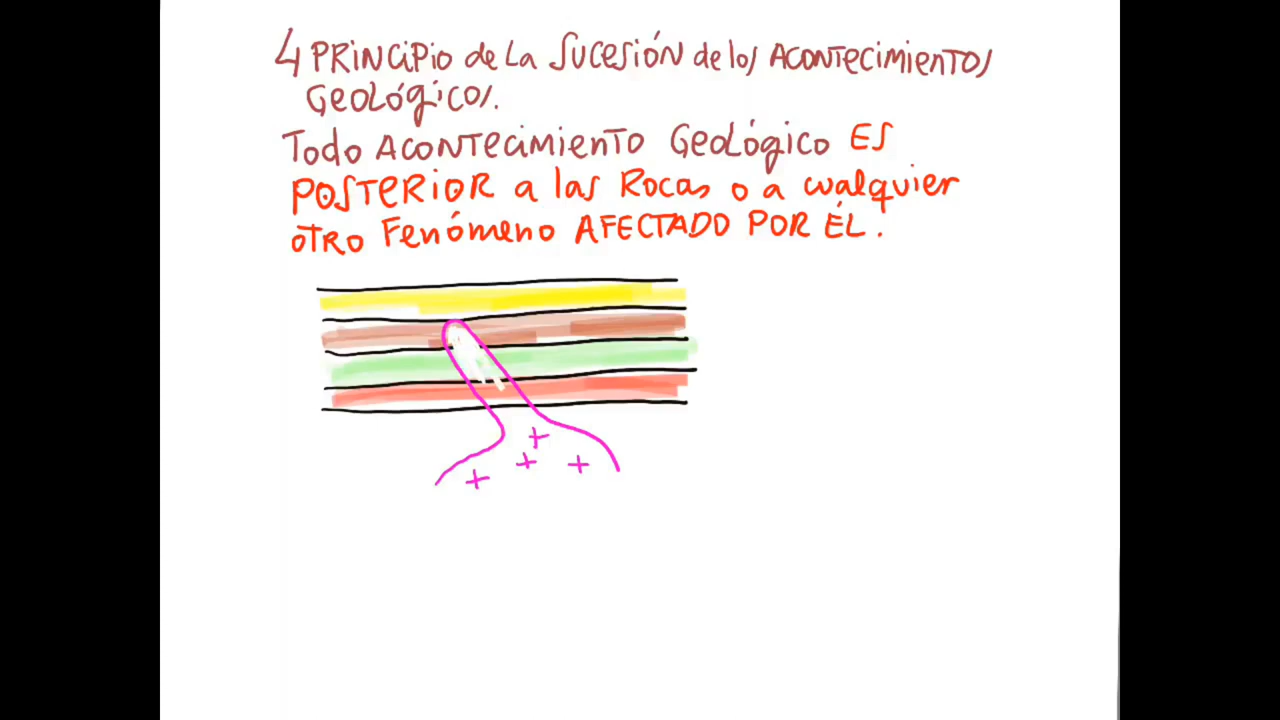 4 PRINCIPIO de La SUCESIÓN de los ACONTECIMIENTOS
GEOLÓGICOS.
Todo ACONTECIMIENTO GEOLÓGICO ES
POSTERIOR a las ROCAS o a cualquier
OTRO Fenómeno AFECTADO POR ÉL.